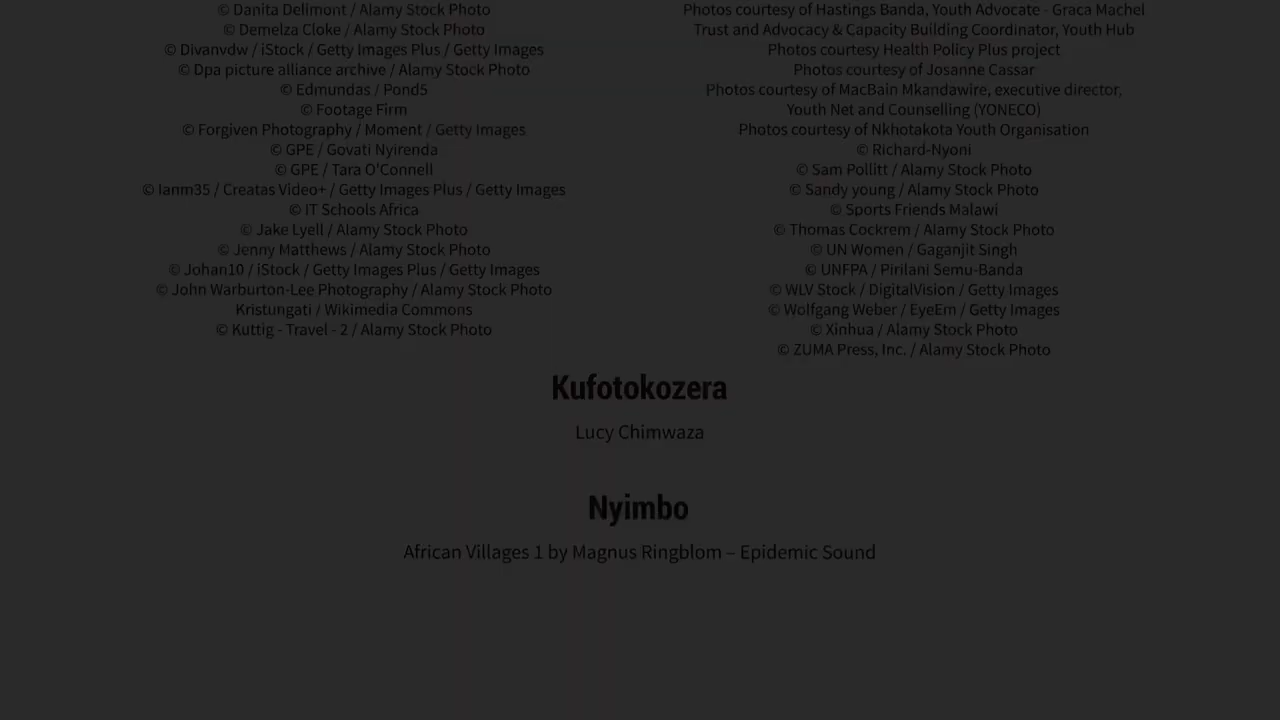 © Danita Delimont / Alamy Stock Photo
© Demelza Cloke / Alamy Stock Photo
© Divanvdw / iStock / Getty Images Plus / Getty Images
© Dpa picture alliance archive / Alamy Stock Photo
© Edmundas / Pond5
© Footage Firm
© Forgiven Photography / Moment / Getty Images
© GPE / Govati Nyirenda
© GPE / Tara O'Connell
© Ianm35 / Creatas Video+ / Getty Images Plus / Getty Images
© IT Schools Africa
© Jake Lyell / Alamy Stock Photo
© Jenny Matthews / Alamy Stock Photo
© Johan10 / iStock / Getty Images Plus / Getty Images
© John Warburton-Lee Photography / Alamy Stock Photo
Kristungati / Wikimedia Commons
© Kuttig - Travel - 2 / Alamy Stock Photo
Photos courtesy of Hastings Banda, Youth Advocate - Graca Machel
Trust and Advocacy & Capacity Building Coordinator, Youth Hub
Photos courtesy Health Policy Plus project
Photos courtesy of Josanne Cassar
Photos courtesy of MacBain Mkandawire, executive director,
Youth Net and Counselling (YONECO)
Photos courtesy of Nkhotakota Youth Organisation
© Richard-Nyoni
© Sam Pollitt / Alamy Stock Photo
© Sandy young / Alamy Stock Photo
© Sports Friends Malawi
© Thomas Cockrem / Alamy Stock Photo
© UN Women / Gaganjit Singh
© UNFPA / Pirilani Semu-Banda
© WLV Stock / DigitalVision / Getty Images
© Wolfgang Weber / EyeEm / Getty Images
© Xinhua / Alamy Stock Photo
© ZUMA Press, Inc. / Alamy Stock Photo
Kufotokozera
Lucy Chimwaza
Nyimbo
African Villages 1 by Magnus Ringblom – Epidemic Sound